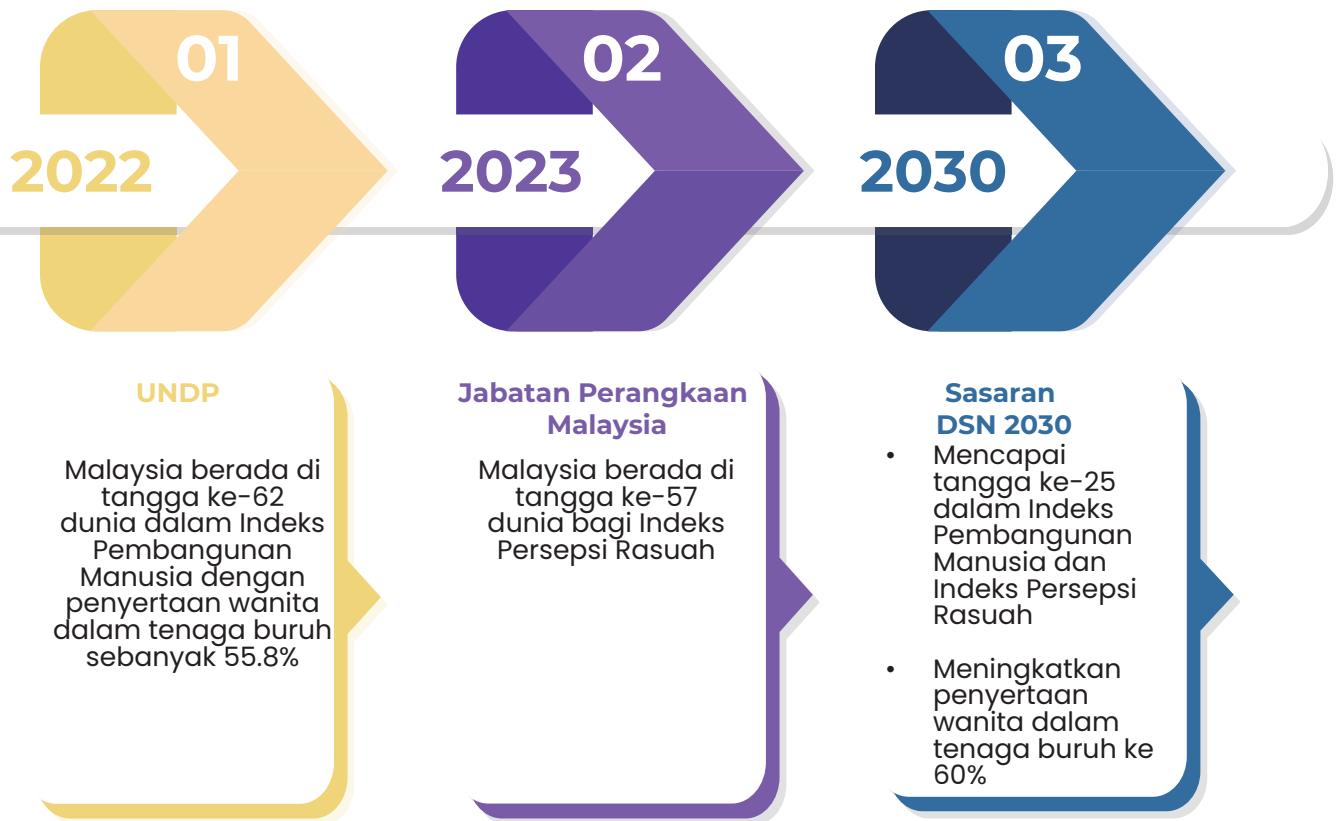 01
2022
UNDP
Malaysia berada di
tangga ke-62
dunia dalam Indeks
Pembangunan
Manusia dengan
penyertaan wanita
dalam tenaga buruh
sebanyak 55.8%
02
2023
Jabatan Perangkaan
Malaysia
Malaysia berada di
tangga ke-57
dunia bagi Indeks
Persepsi Rasuah
03
2030
Sasaran
DSN 2030
• Mencapai
tangga ke-25
dalam Indeks
Pembangunan
Manusia dan
Indeks Persepsi
Rasuah
• Meningkatkan
penyertaan
wanita dalam
tenaga buruh ke
60%